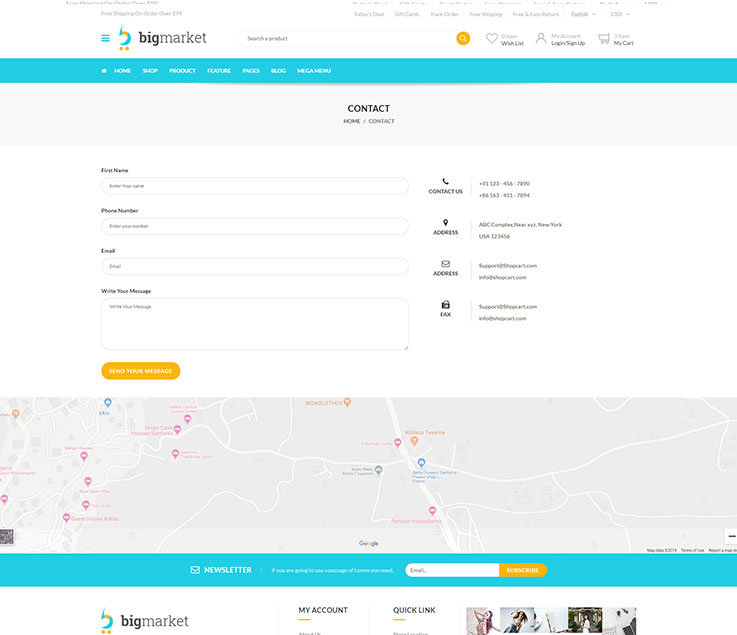 Free Shipping On Order Over $99
Today's Deal Gift Cards Track Order Free Shipping Free & Easy Return English USD
bigmarket
Search a product
0 Item
Wish List
My Account
Login/Sign Up
0 Item
My Cart
HOME SHOP PRODUCT FEATURE PAGES BLOG MEGA MENU
CONTACT
HOME / CONTACT
First Name
Enter Your name
Phone Number
Enter your number
Email
Email
Write Your Message
Write Your Message
SEND YOUR MESSAGE
CONTACT US
+91 123 - 456 - 7890
+86 163 - 451 - 7894
ADDRESS
ABC Complex,Near xyz, New York
USA 123456
ADDRESS
Support@Shopcart.com
info@shopcart.com
FAX
Support@Shopcart.com
info@shopcart.com
MONOLOTHOS
Kritikos Taverna
Guest House Kaltsi
Google
Map data ©2019 Terms of Use Report a map
NEWSLETTER
If you are going to use a passage of Lorem you need.
Email...
SUBSCRIBE
bigmarket
MY ACCOUNT
QUICK LINK